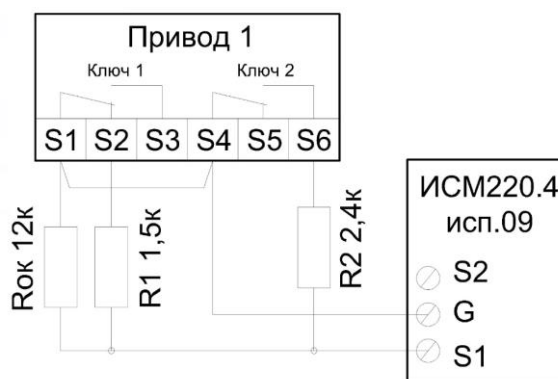 Привод 1
Ключ 1
Ключ 2
S1 S2 S3 S4 S5 S6
Rок 12к
R1 1,5к
R2 2,4к
ИСМ220.4
исп.09
S2
G
S1